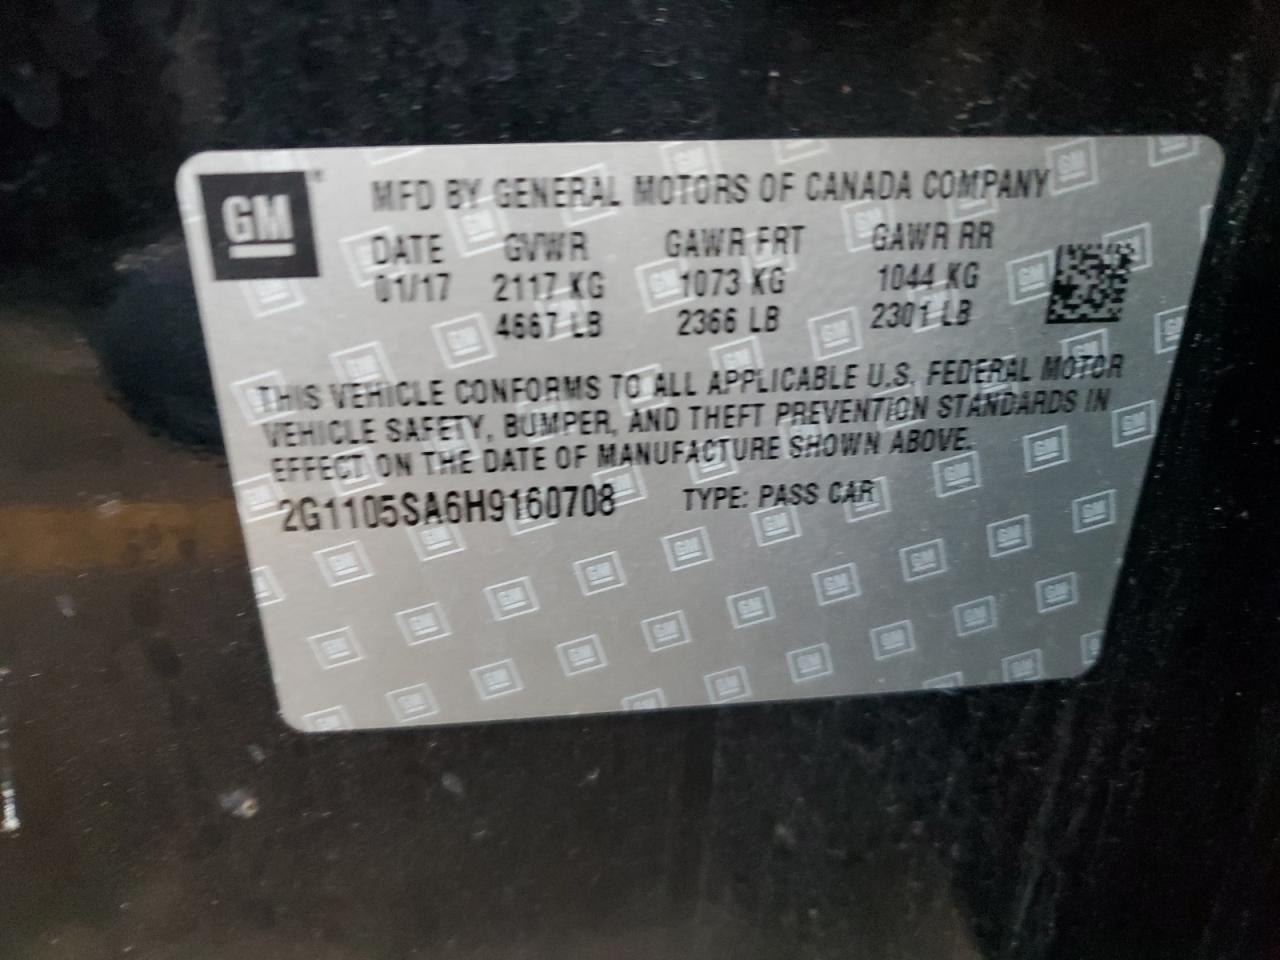 GM ® MFD BY GENERAL MOTORS OF CANADA COMPANY
DATE GVWR GAWR FRT GAWR RR
01/17 2117 KG 1073 KG 1044 KG
4667 LB 2366 LB 2301 LB
THIS VEHICLE CONFORMS TO ALL APPLICABLE U.S. FEDERAL MOTOR
VEHICLE SAFETY, BUMPER, AND THEFT PREVENTION STANDARDS IN
EFFECT ON THE DATE OF MANUFACTURE SHOWN ABOVE.
2G1105SA6H9160708 TYPE: PASS CAR